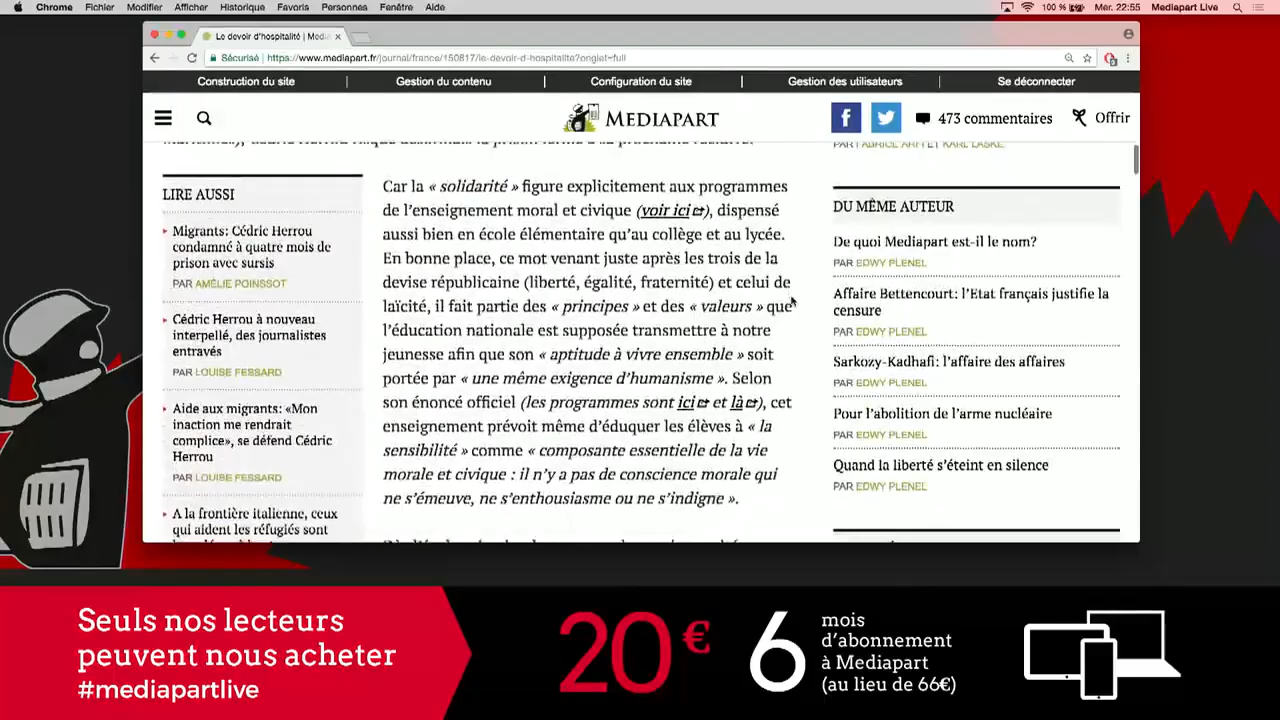 Chrome Fichier Modifier Afficher Historique Favoris Personnes Fenêtre Aide
100 % Mer. 22:55 Mediapart Live
Le devoir d'hospitalité | Med
Sécurisé https://www.mediapart.fr/journal/france/150817/le-devoir-d-hospitalite?onglet=full
Construction du site | Gestion du contenu | Configuration du site | Gestion des utilisateurs | Se déconnecter
MEDIAPART
473 commentaires
Offrir
LIRE AUSSI
Migrants: Cédric Herrou
condamné à quatre mois de
prison avec sursis
PAR AMÉLIE POINSSOT
Cédric Herrou à nouveau
interpellé, des journalistes
entravés
PAR LOUISE FESSARD
Aide aux migrants: «Mon
inaction me rendrait
complice», se défend Cédric
Herrou
PAR LOUISE FESSARD
A la frontière italienne, ceux
qui aident les réfugiés sont
Car la « solidarité » figure explicitement aux programmes
de l'enseignement moral et civique (voir ici), dispensé
aussi bien en école élémentaire qu'au collège et au lycée.
En bonne place, ce mot venant juste après les trois de la
devise républicaine (liberté, égalité, fraternité) et celui de
laïcité, il fait partie des « principes » et des « valeurs » que
l'éducation nationale est supposée transmettre à notre
jeunesse afin que son « aptitude à vivre ensemble » soit
portée par « une même exigence d'humanisme ». Selon
son énoncé officiel (les programmes sont ici et là), cet
enseignement prévoit même d'éduquer les élèves à « la
sensibilité » comme « composante essentielle de la vie
morale et civique : il n'y a pas de conscience morale qui
ne s'émeuve, ne s'enthousiasme ou ne s'indigne ».
PAR FABRICE ARFI ET KARL LASKE
DU MÊME AUTEUR
De quoi Mediapart est-il le nom?
PAR EDWY PLENEL
Affaire Bettencourt: l'Etat français justifie la
censure
PAR EDWY PLENEL
Sarkozy-Kadhafi: l'affaire des affaires
PAR EDWY PLENEL
Pour l'abolition de l'arme nucléaire
PAR EDWY PLENEL
Quand la liberté s'éteint en silence
PAR EDWY PLENEL
Seuls nos lecteurs
peuvent nous acheter
#mediapartlive
20 €
6 mois
d'abonnement
à Mediapart
(au lieu de 66€)